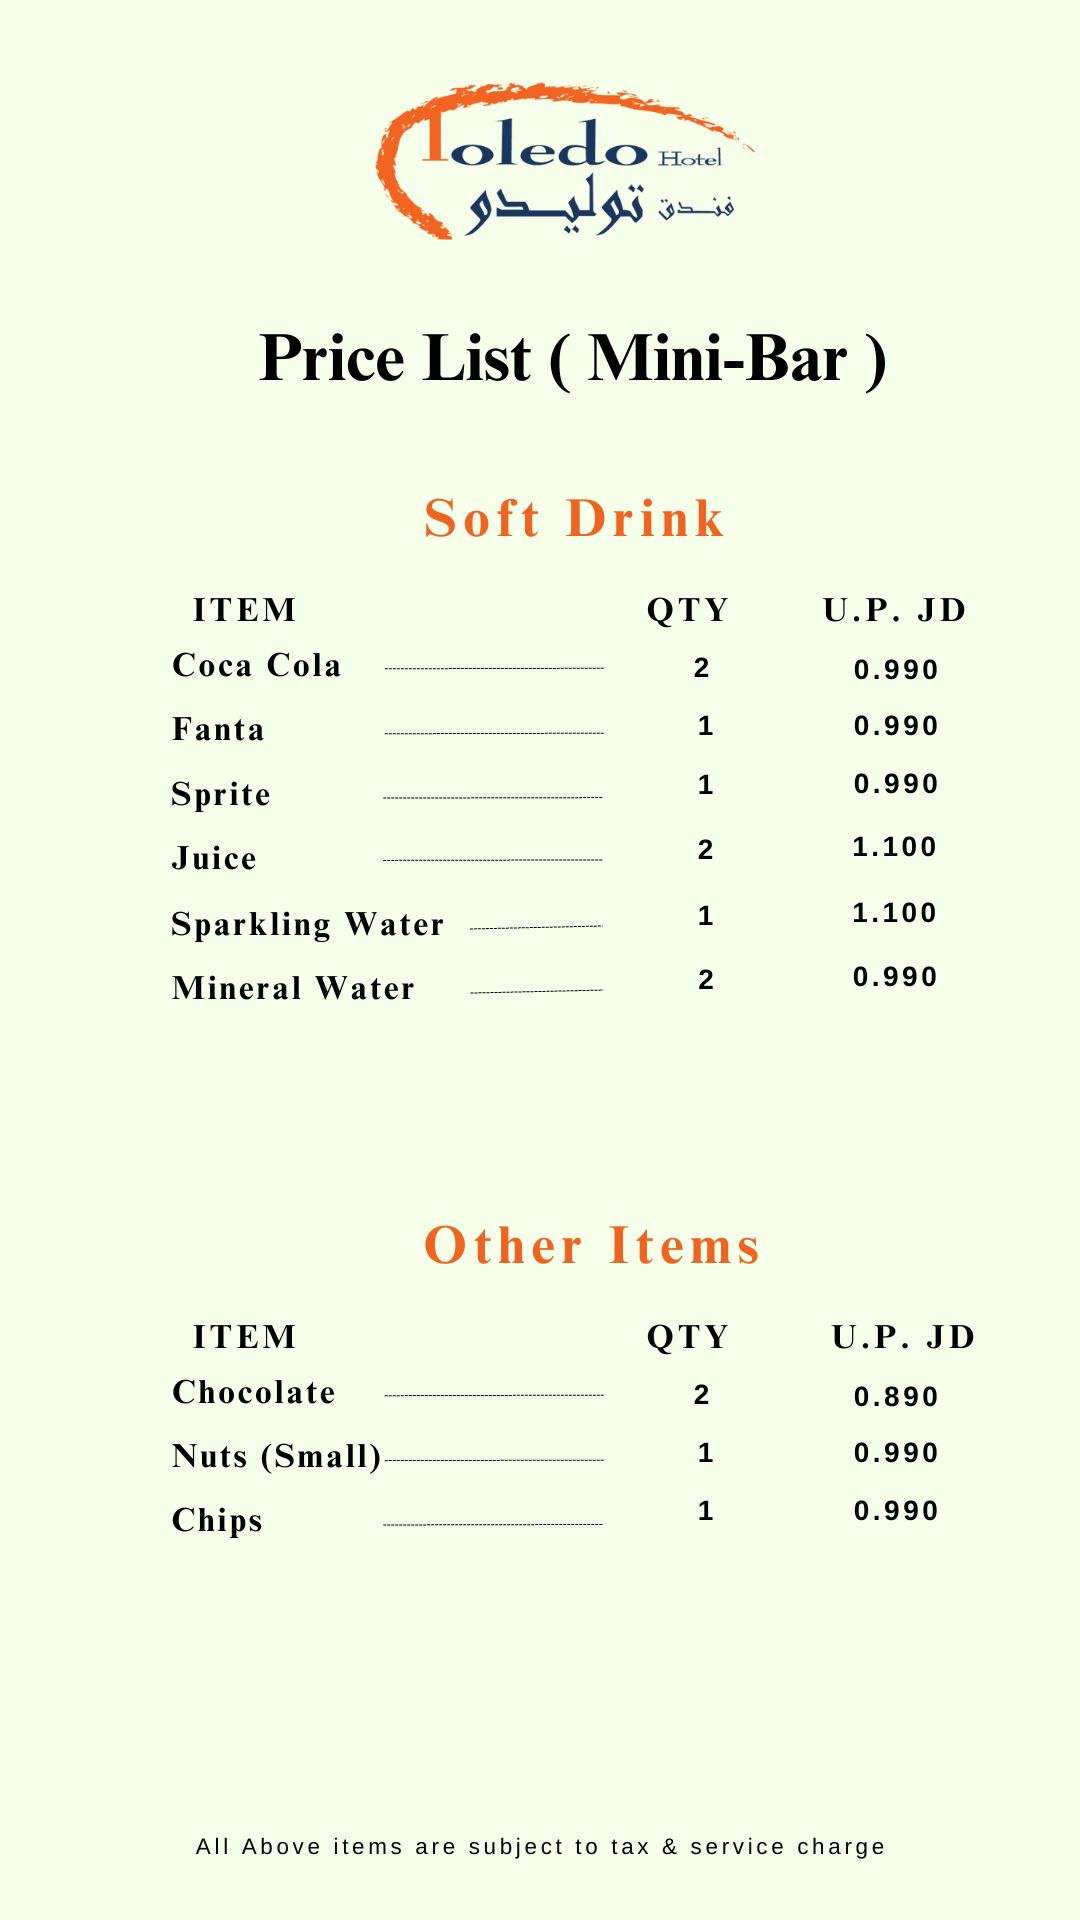 Toledo Hotel
فندق توليدو
Price List ( Mini-Bar )
Soft Drink
ITEM QTY U.P. JD
Coca Cola 2 0.990
Fanta 1 0.990
Sprite 1 0.990
Juice 2 1.100
Sparkling Water 1 1.100
Mineral Water 2 0.990
Other Items
ITEM QTY U.P. JD
Chocolate 2 0.890
Nuts (Small) 1 0.990
Chips 1 0.990
All Above items are subject to tax & service charge